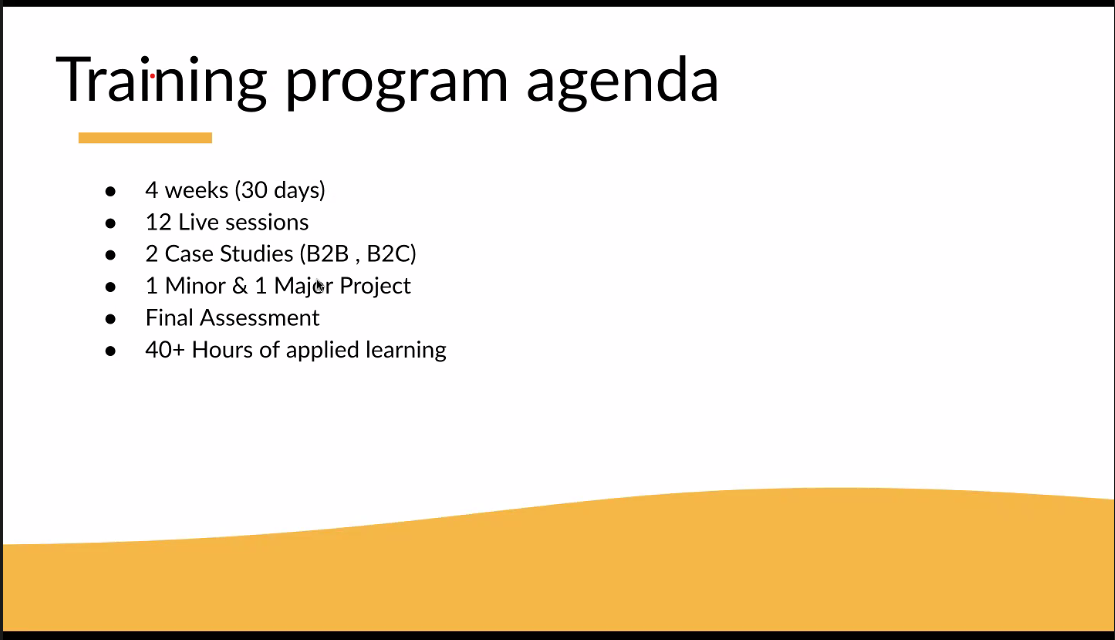 Training program agenda
● 4 weeks (30 days)
● 12 Live sessions
● 2 Case Studies (B2B , B2C)
● 1 Minor & 1 Major Project
● Final Assessment
● 40+ Hours of applied learning